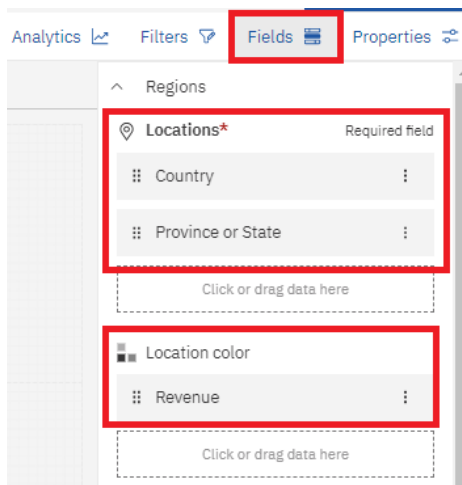 Analytics Filters Fields Properties
Regions
Locations* Required field
Country
Province or State
Click or drag data here
Location color
Revenue
Click or drag data here